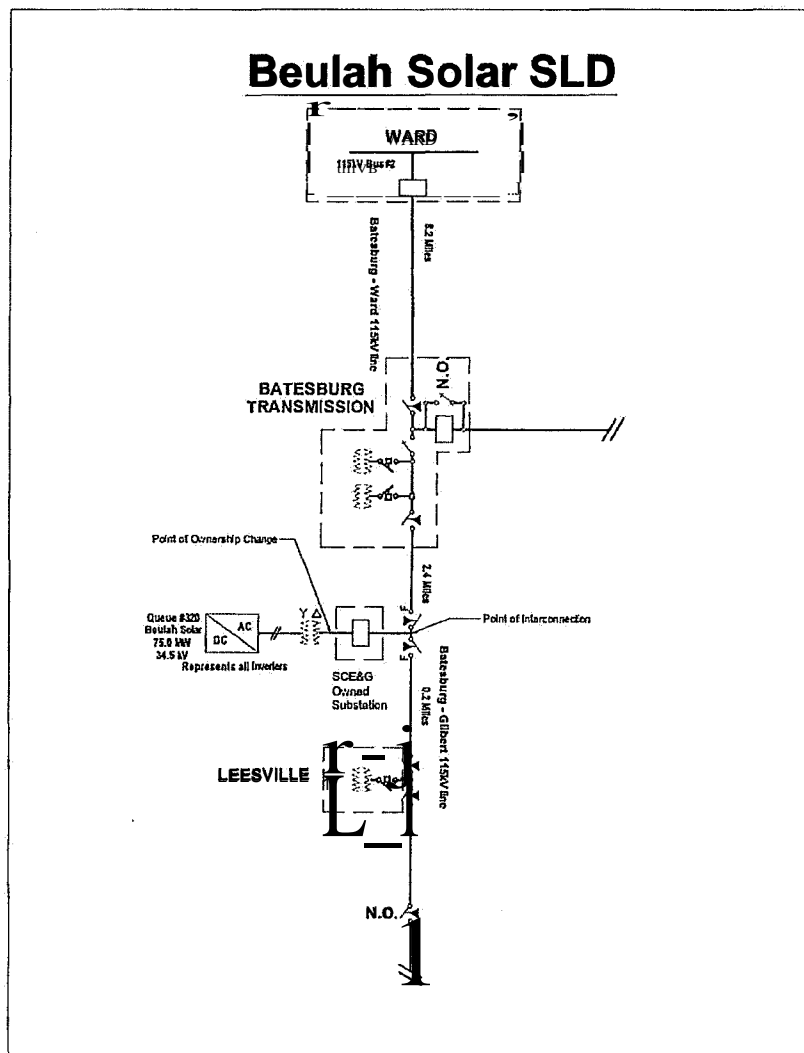 Beulah Solar SLD
WARD
115kV Bus #2
8.2 Miles
Batesburg - Ward 115kV line
N.O.
BATESBURG
TRANSMISSION
Point of Ownership Change
2.4 Miles
Queue #320
Beulah Solar
75.0 MW
34.5 kV
AC
DC
Y Δ
F
Point of Interconnection
Represents all Inverters
F
SCE&G
Owned
Substation
0.2 Miles
Batesburg - Gilbert 115kV line
LEESVILLE
N.O.